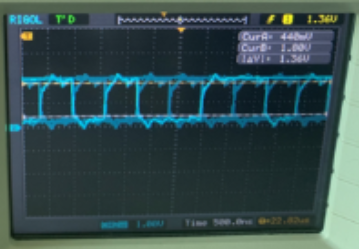 RIGOL T'D 1.36V
CurA= 440mV
CurB= 1.80V
|ΔY|= 1.36V
1.00V Time 500.0ns